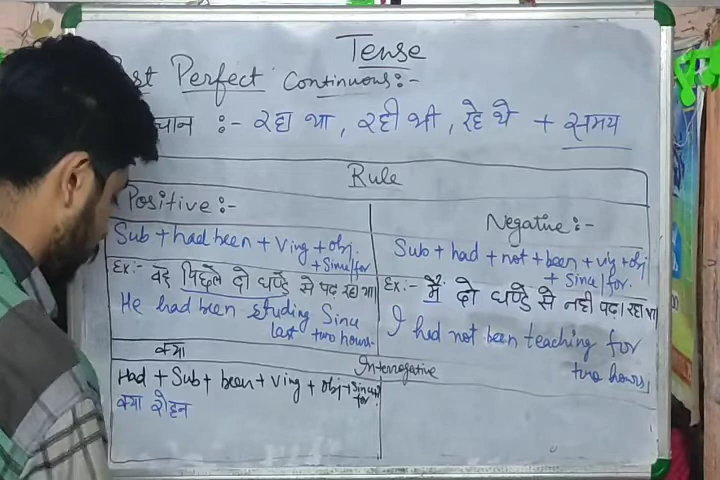 Tense
st Perfect Continuous:-
चान :- रहा था, रही थी, रहे थे + समय
Rule
Positive :-
Sub + had been + Ving + obj.
+ Since/for
Ex:- वह पिछले दो घण्टे से पढ़ रहा था
He had been studing Since
last two hours.
Negative :-
Sub + had + not + been + ving + obj
+ Since/for.
Ex:- मैं दो घण्टे से नही पढ़ा रहा था
I had not been teaching for
two hours.
क्या
Interrogative
Had + Sub + been + Ving + Obj + Since/
for.
क्या रोहन